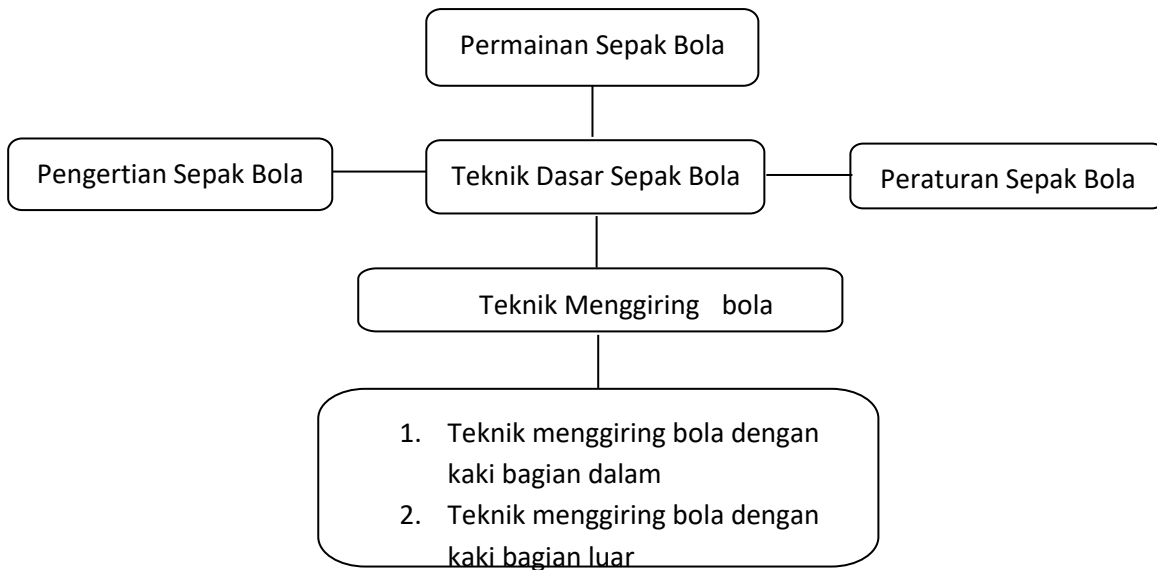 Permainan Sepak Bola
Pengertian Sepak Bola
Teknik Dasar Sepak Bola
Peraturan Sepak Bola
Teknik Menggiring bola
1. Teknik menggiring bola dengan
kaki bagian dalam
2. Teknik menggiring bola dengan
kaki bagian luar